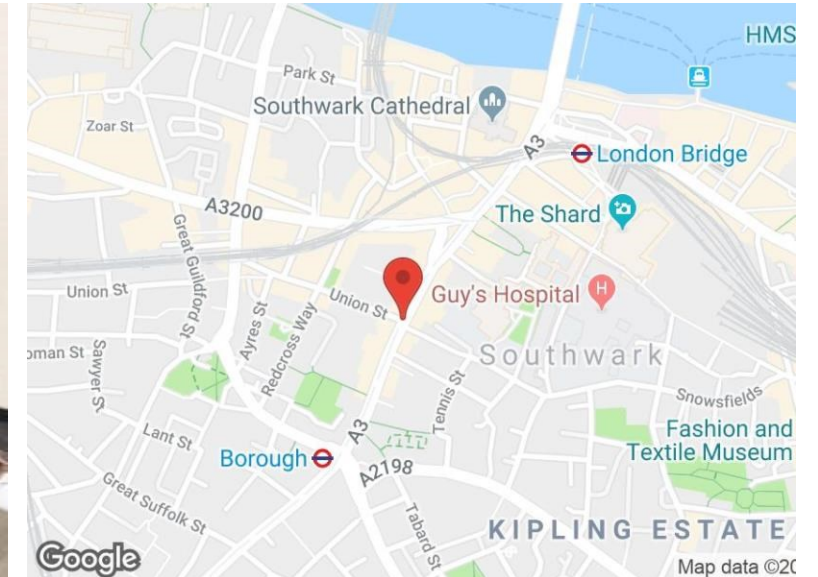 HMS
Park St
Southwark Cathedral
Zoar St
A3
London Bridge
A3200
The Shard
Great Guildford St
Union St
Union St
Guy's Hospital
H
Ayres St
Redcross Way
oman St
Sawyer St
Southwark
Tennis St
Snowsfields
Lant St
A3
Fashion and
Textile Museum
Borough
A2198
Great Suffolk St
Tabard St
KIPLING ESTATE
Google
Map data ©20